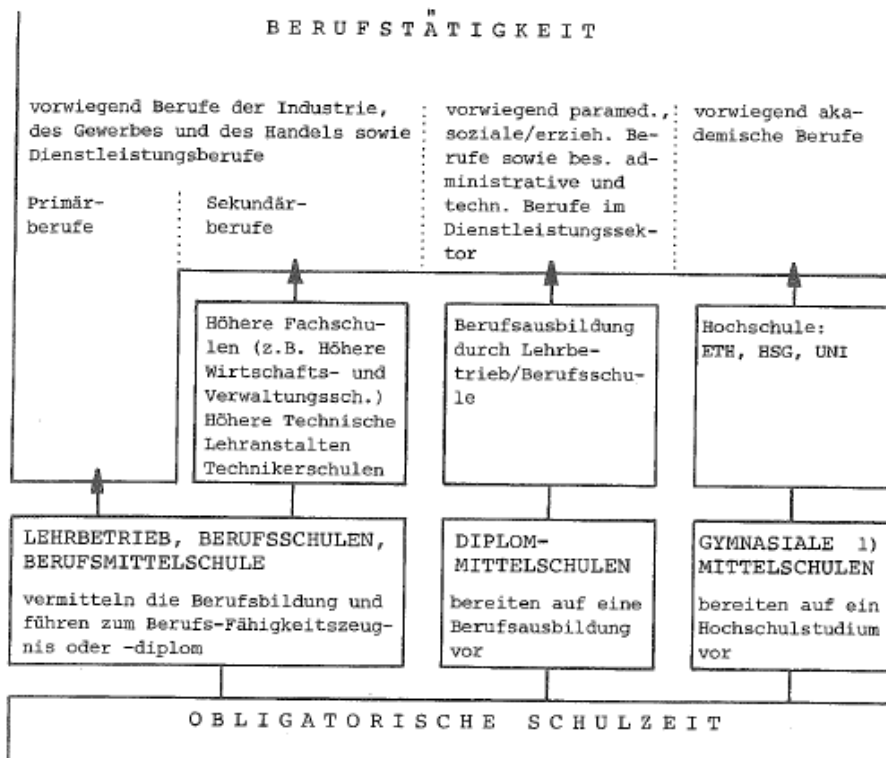 BERUFSTÄTIGKEIT
vorwiegend Berufe der Industrie,
des Gewerbes und des Handels sowie
Dienstleistungsberufe
Primär-
berufe
Sekundär-
berufe
vorwiegend paramed.,
soziale/erzieh. Be-
rufe sowie bes. ad-
ministrative und
techn. Berufe im
Dienstleistungssek-
tor
vorwiegend aka-
demische Berufe
Höhere Fachschu-
len (z.B. Höhere
Wirtschafts- und
Verwaltungssch.)
Höhere Technische
Lehranstalten
Technikerschulen
Berufsausbildung
durch Lehrbe-
trieb/Berufsschu-
le
Hochschule:
ETH, HSG, UNI
LEHRBETRIEB, BERUFSSCHULEN,
BERUFSMITTELSCHULE
vermitteln die Berufsbildung und
führen zum Berufs-Fähigkeitszeug-
nis oder -diplom
DIPLOM-
MITTELSCHULEN
bereiten auf eine
Berufsausbildung
vor
GYMNASIALE 1)
MITTELSCHULEN
bereiten auf ein
Hochschulstudium
vor
OBLIGATORISCHE SCHULZEIT